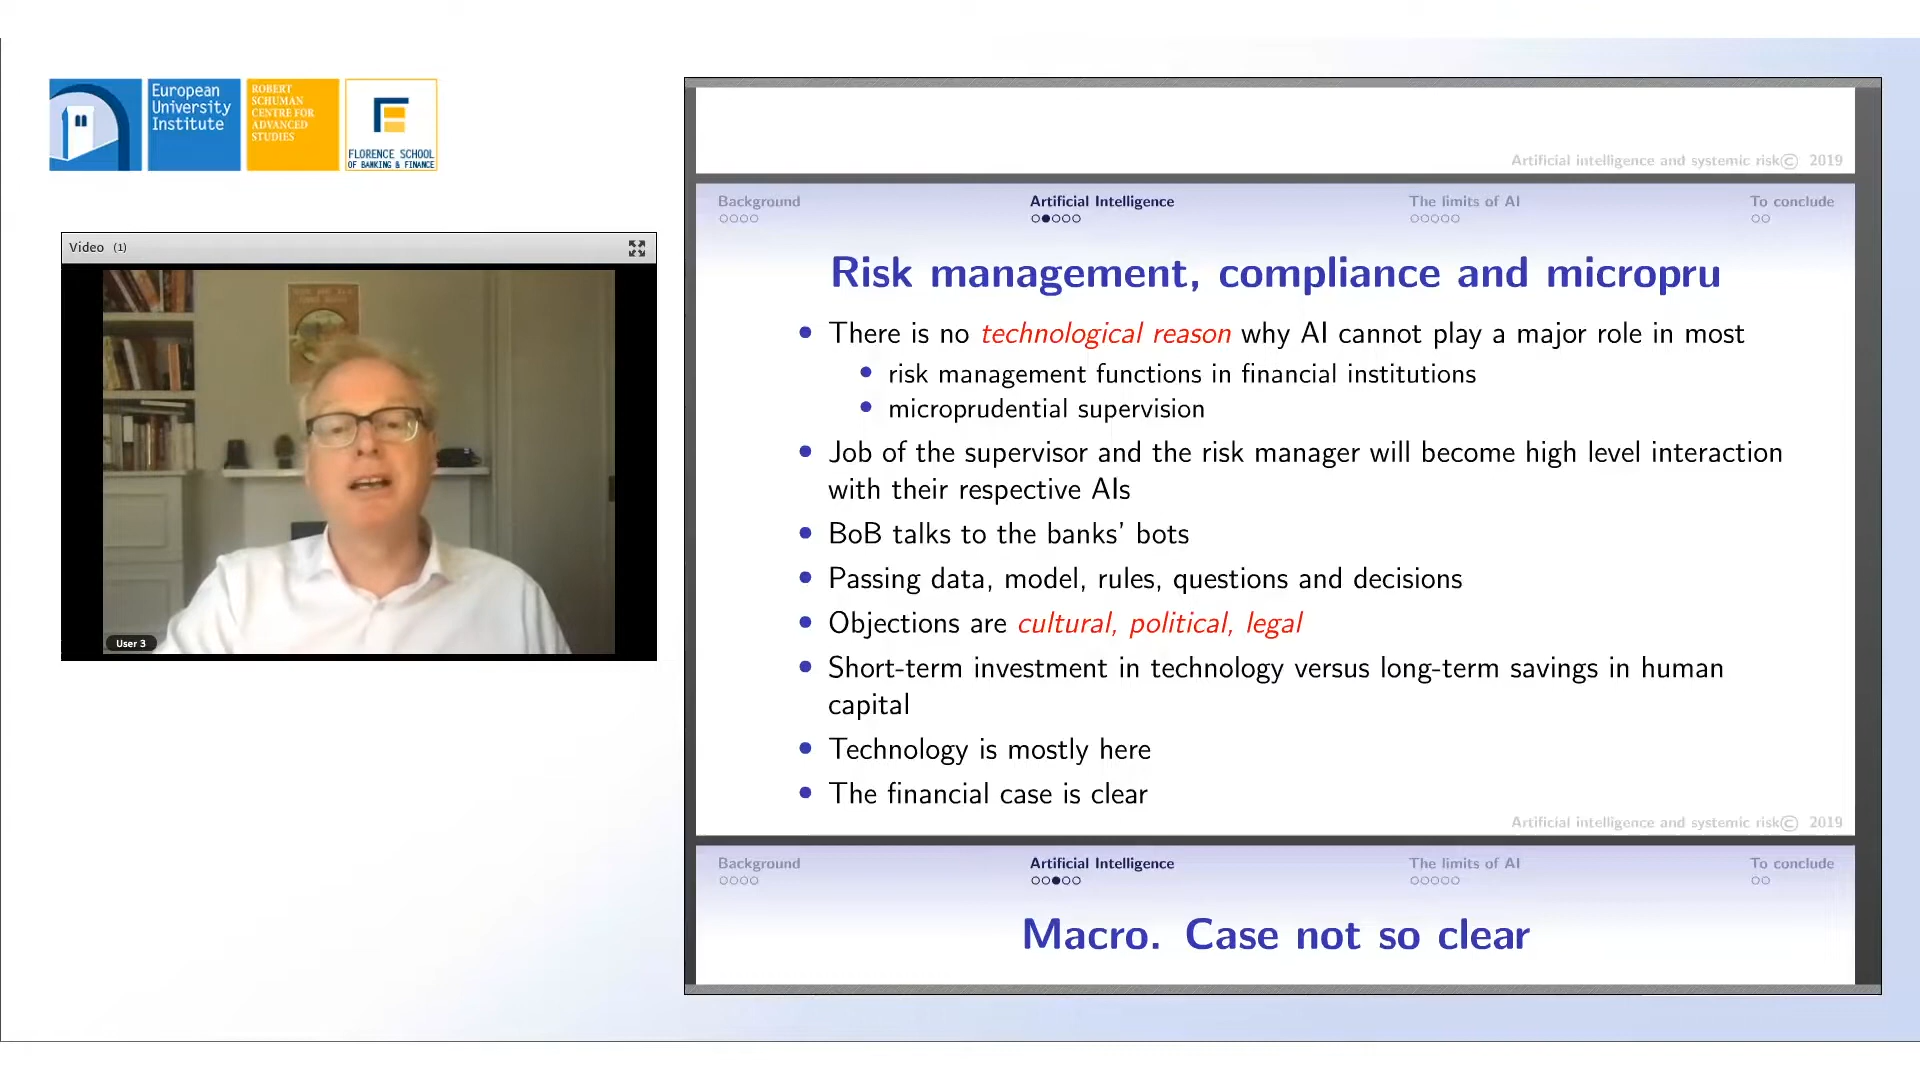 European
University
Institute
ROBERT
SCHUMAN
CENTRE FOR
ADVANCED
STUDIES
FLORENCE SCHOOL
OF BANKING & FINANCE
Video (1)
User 3
Artificial intelligence and systemic risk© 2019
Background
Artificial Intelligence
The limits of AI
To conclude
Risk management, compliance and micropru
• There is no technological reason why AI cannot play a major role in most
• risk management functions in financial institutions
• microprudential supervision
• Job of the supervisor and the risk manager will become high level interaction
with their respective AIs
• BoB talks to the banks' bots
• Passing data, model, rules, questions and decisions
• Objections are cultural, political, legal
• Short-term investment in technology versus long-term savings in human
capital
• Technology is mostly here
• The financial case is clear
Artificial intelligence and systemic risk© 2019
Background
Artificial Intelligence
The limits of AI
To conclude
Macro. Case not so clear